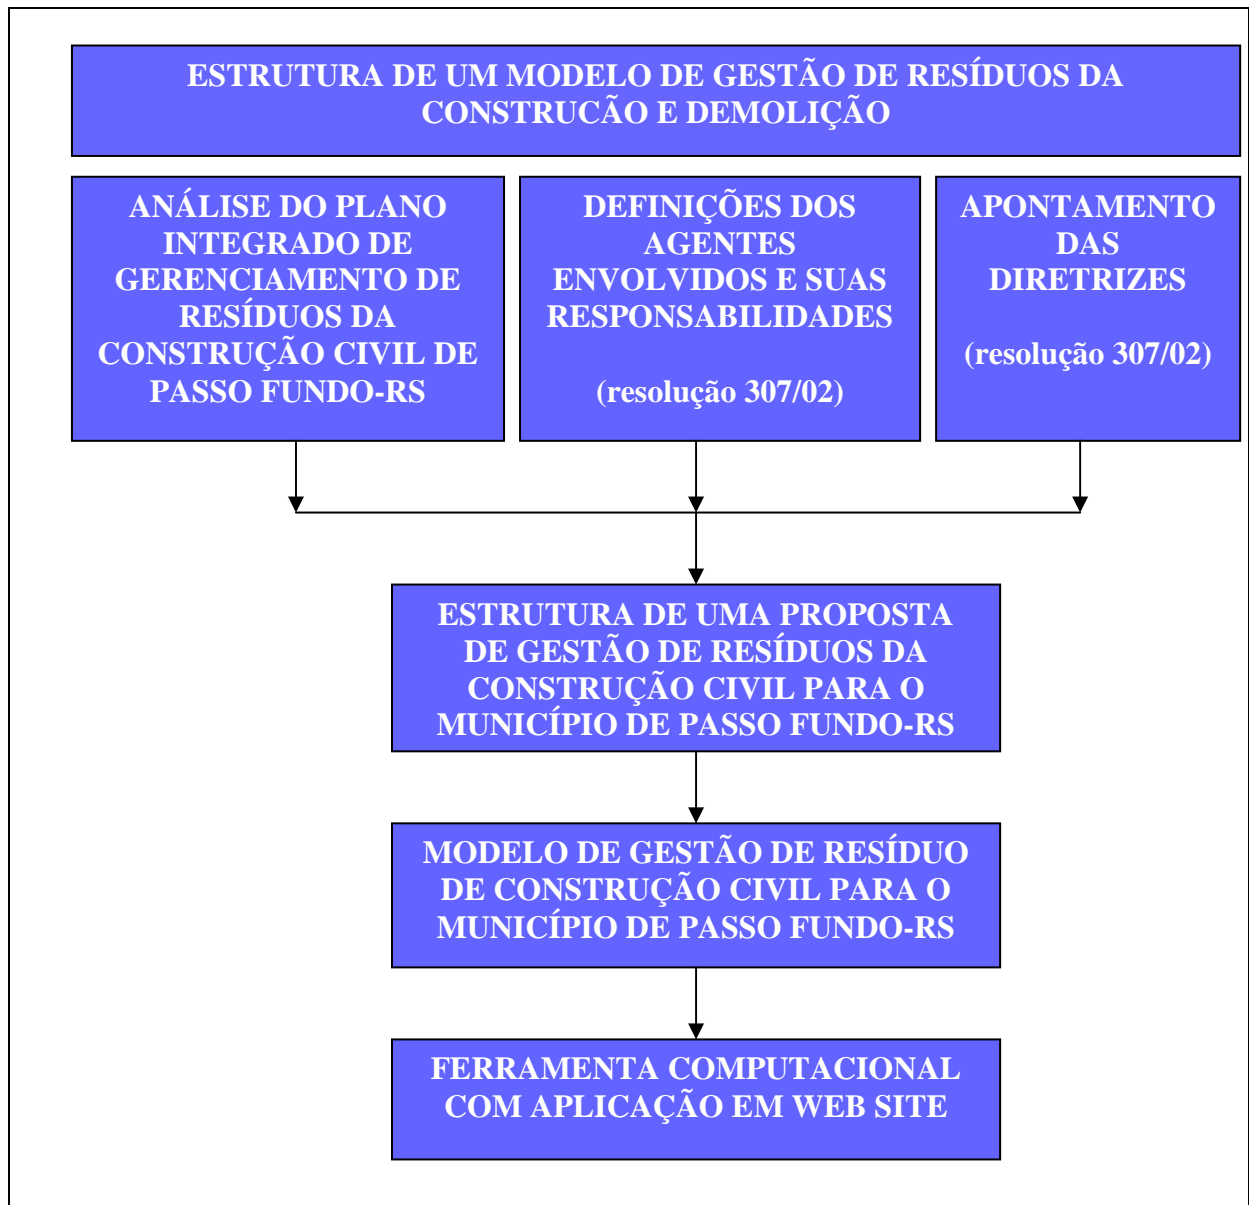 ESTRUTURA DE UM MODELO DE GESTÃO DE RESÍDUOS DA
CONSTRUCÃO E DEMOLIÇÃO
ANÁLISE DO PLANO
INTEGRADO DE
GERENCIAMENTO DE
RESÍDUOS DA
CONSTRUÇÃO CIVIL DE
PASSO FUNDO-RS
DEFINIÇÕES DOS
AGENTES
ENVOLVIDOS E SUAS
RESPONSABILIDADES
(resolução 307/02)
APONTAMENTO
DAS
DIRETRIZES
(resolução 307/02)
ESTRUTURA DE UMA PROPOSTA
DE GESTÃO DE RESÍDUOS DA
CONSTRUÇÃO CIVIL PARA O
MUNICÍPIO DE PASSO FUNDO-RS
MODELO DE GESTÃO DE RESÍDUO
DE CONSTRUÇÃO CIVIL PARA O
MUNICÍPIO DE PASSO FUNDO-RS
FERRAMENTA COMPUTACIONAL
COM APLICAÇÃO EM WEB SITE